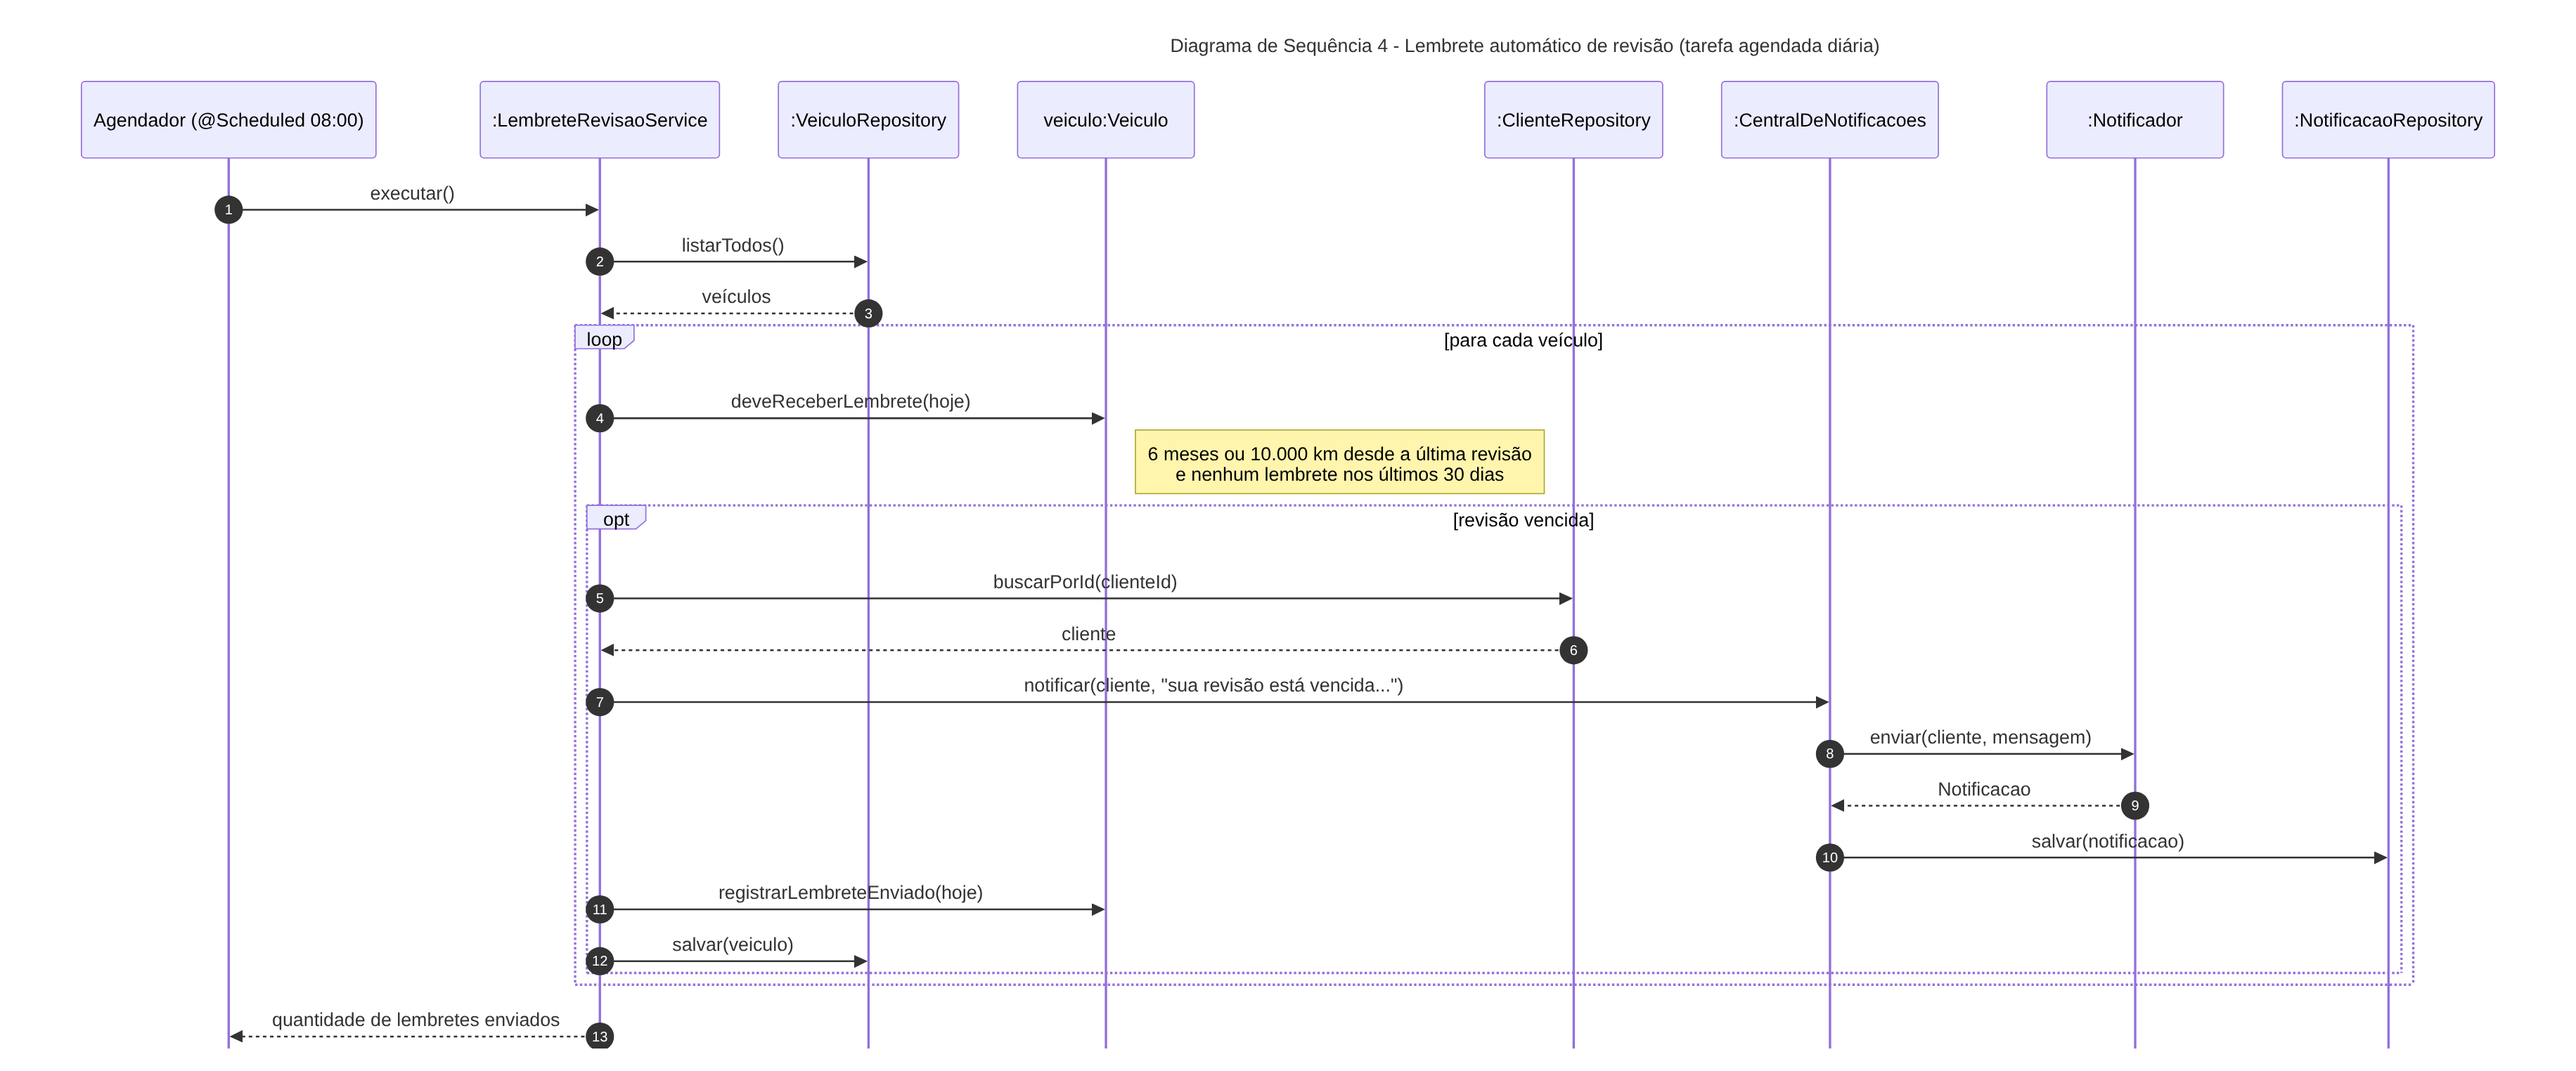 Diagrama de Sequência 4 - Lembrete automático de revisão (tarefa agendada diária)
Agendador (@Scheduled 08:00)
:LembreteRevisaoService
:VeiculoRepository
veiculo:Veiculo
:ClienteRepository
:CentralDeNotificacoes
:Notificador
:NotificacaoRepository
1
executar()
2
listarTodos()
veículos
3
loop
[para cada veículo]
4
deveReceberLembrete(hoje)
6 meses ou 10.000 km desde a última revisão
e nenhum lembrete nos últimos 30 dias
opt
[revisão vencida]
5
buscarPorId(clienteId)
cliente
6
7
notificar(cliente, "sua revisão está vencida...")
8
enviar(cliente, mensagem)
Notificacao
9
10
salvar(notificacao)
11
registrarLembreteEnviado(hoje)
12
salvar(veiculo)
quantidade de lembretes enviados
13